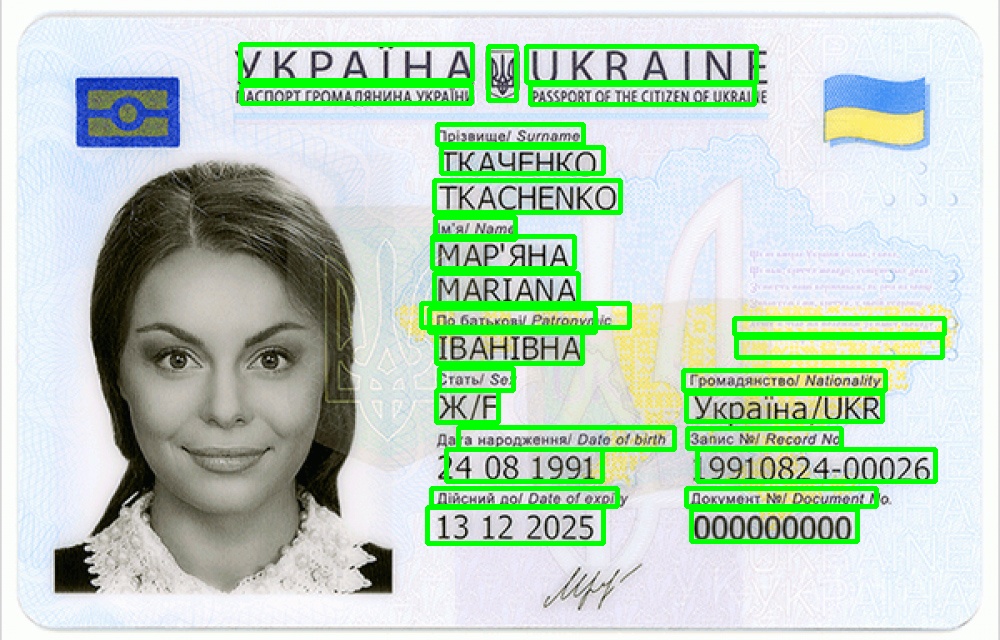 УКРАЇНА UKRAINE
ПАСПОРТ ГРОМАДЯНИНА УКРАЇНИ PASSPORT OF THE CITIZEN OF UKRAINE
Прізвище/ Surname
ТКАЧЕНКО
TKACHENKO
Ім'я/ Name
МАР'ЯНА
MARIANA
По батькові/ Patronymic
ІВАНІВНА
Стать/ Sex Громадянство/ Nationality
Ж/F Україна/UKR
Дата народження/ Date of birth Запис №/ Record No.
24 08 1991 19910824-00026
Дійсний до/ Date of expiry Документ №/ Document No.
13 12 2025 000000000